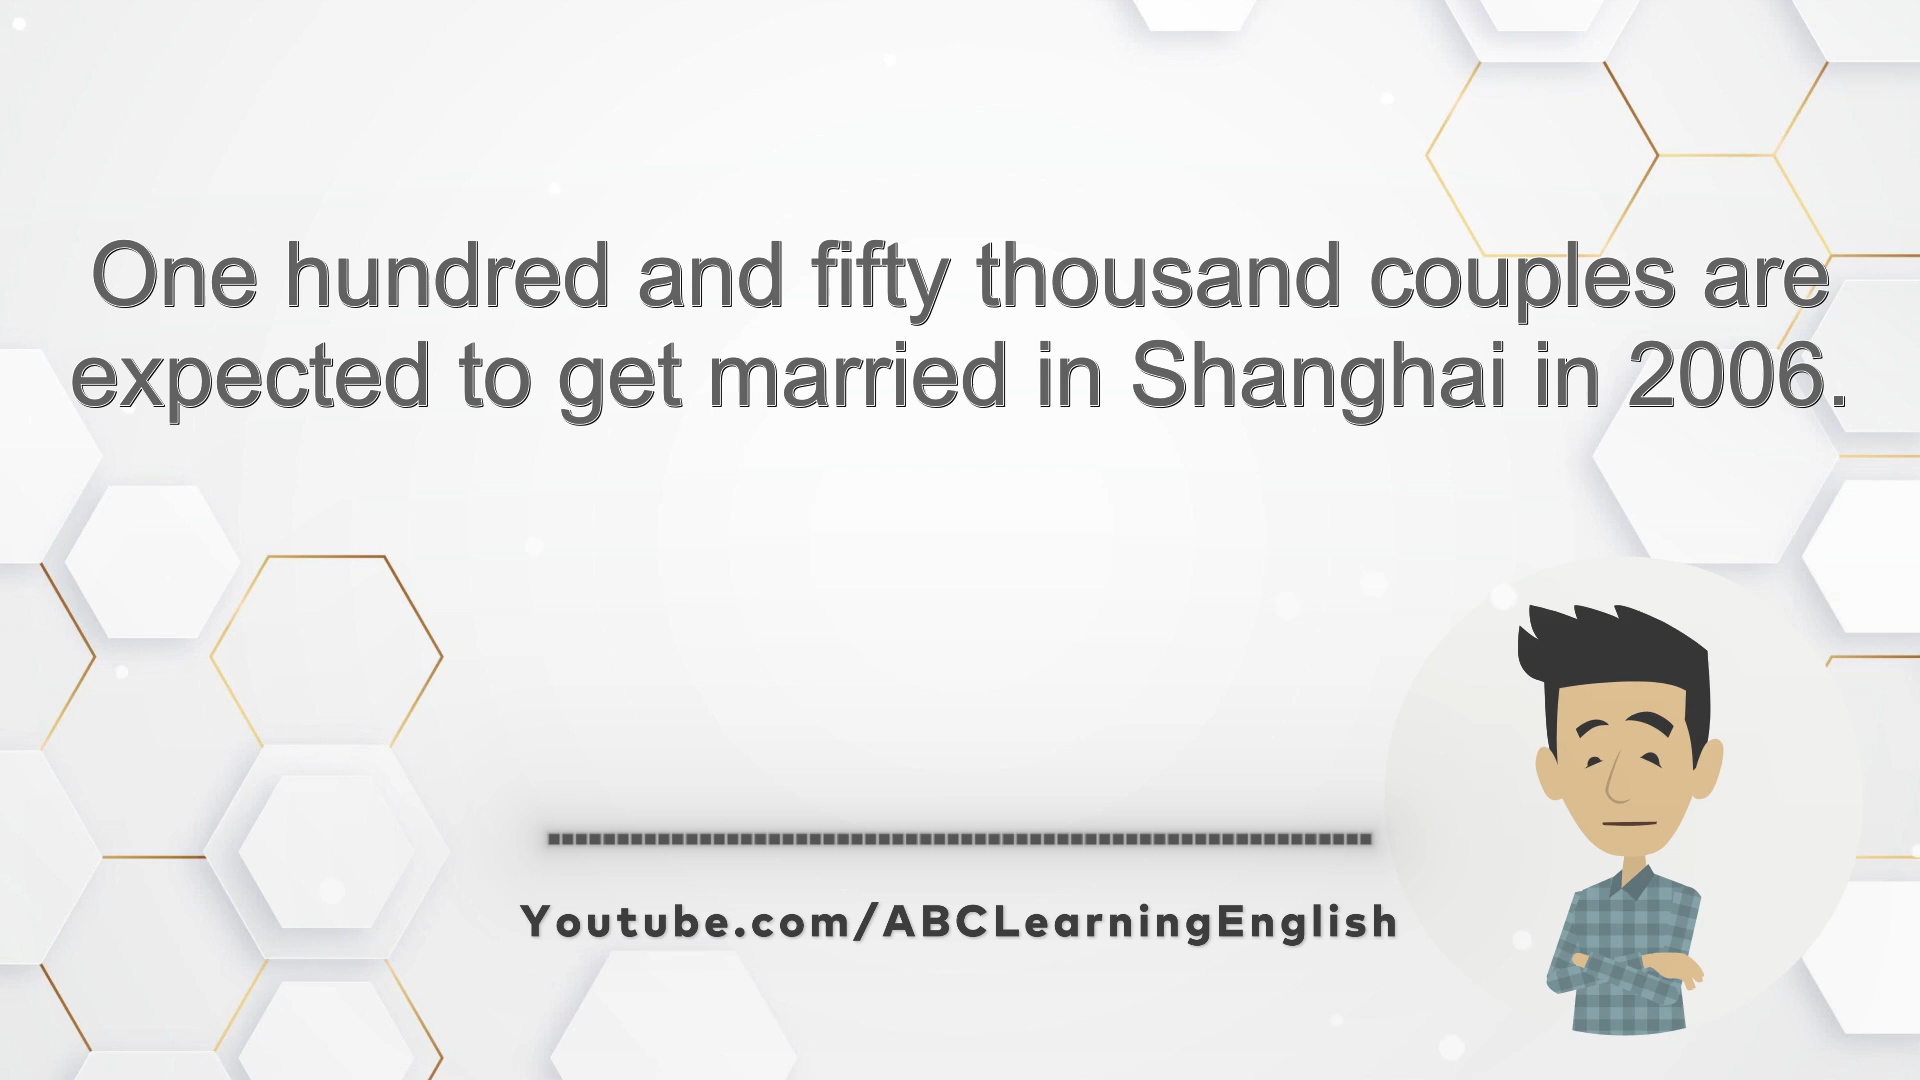 One hundred and fifty thousand couples are
expected to get married in Shanghai in 2006.
Youtube.com/ABCLearningEnglish